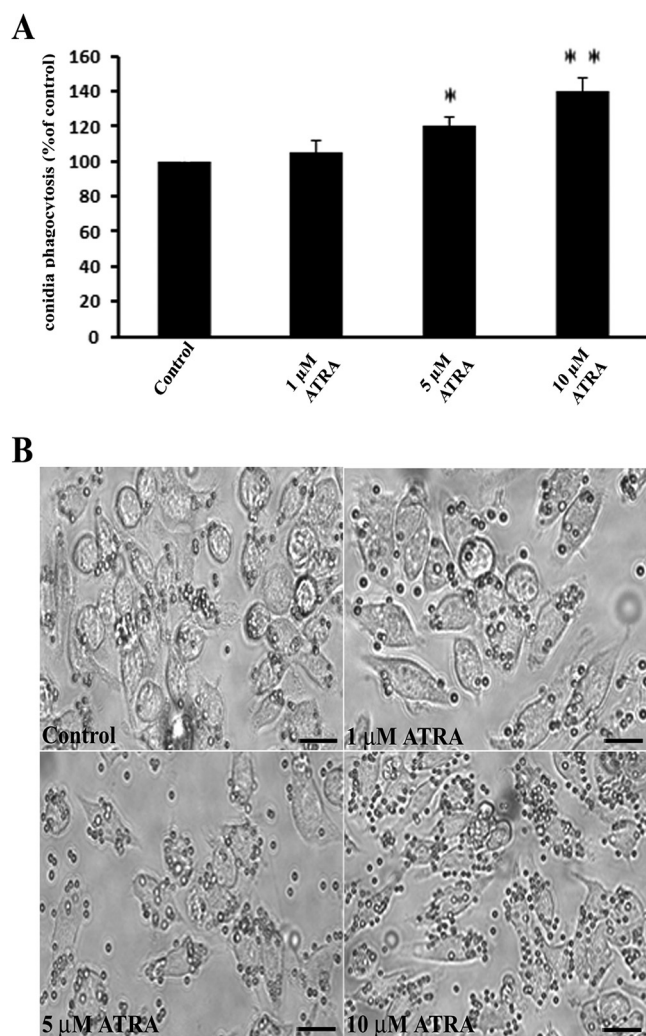 A
conidia phagocytosis (%of control)
160
140
120
100
80
60
40
20
0
* 
* *
Control
1 µM
ATRA
5 µM
ATRA
10 µM
ATRA
B
Control
1 µM ATRA
5 µM ATRA
10 µM ATRA